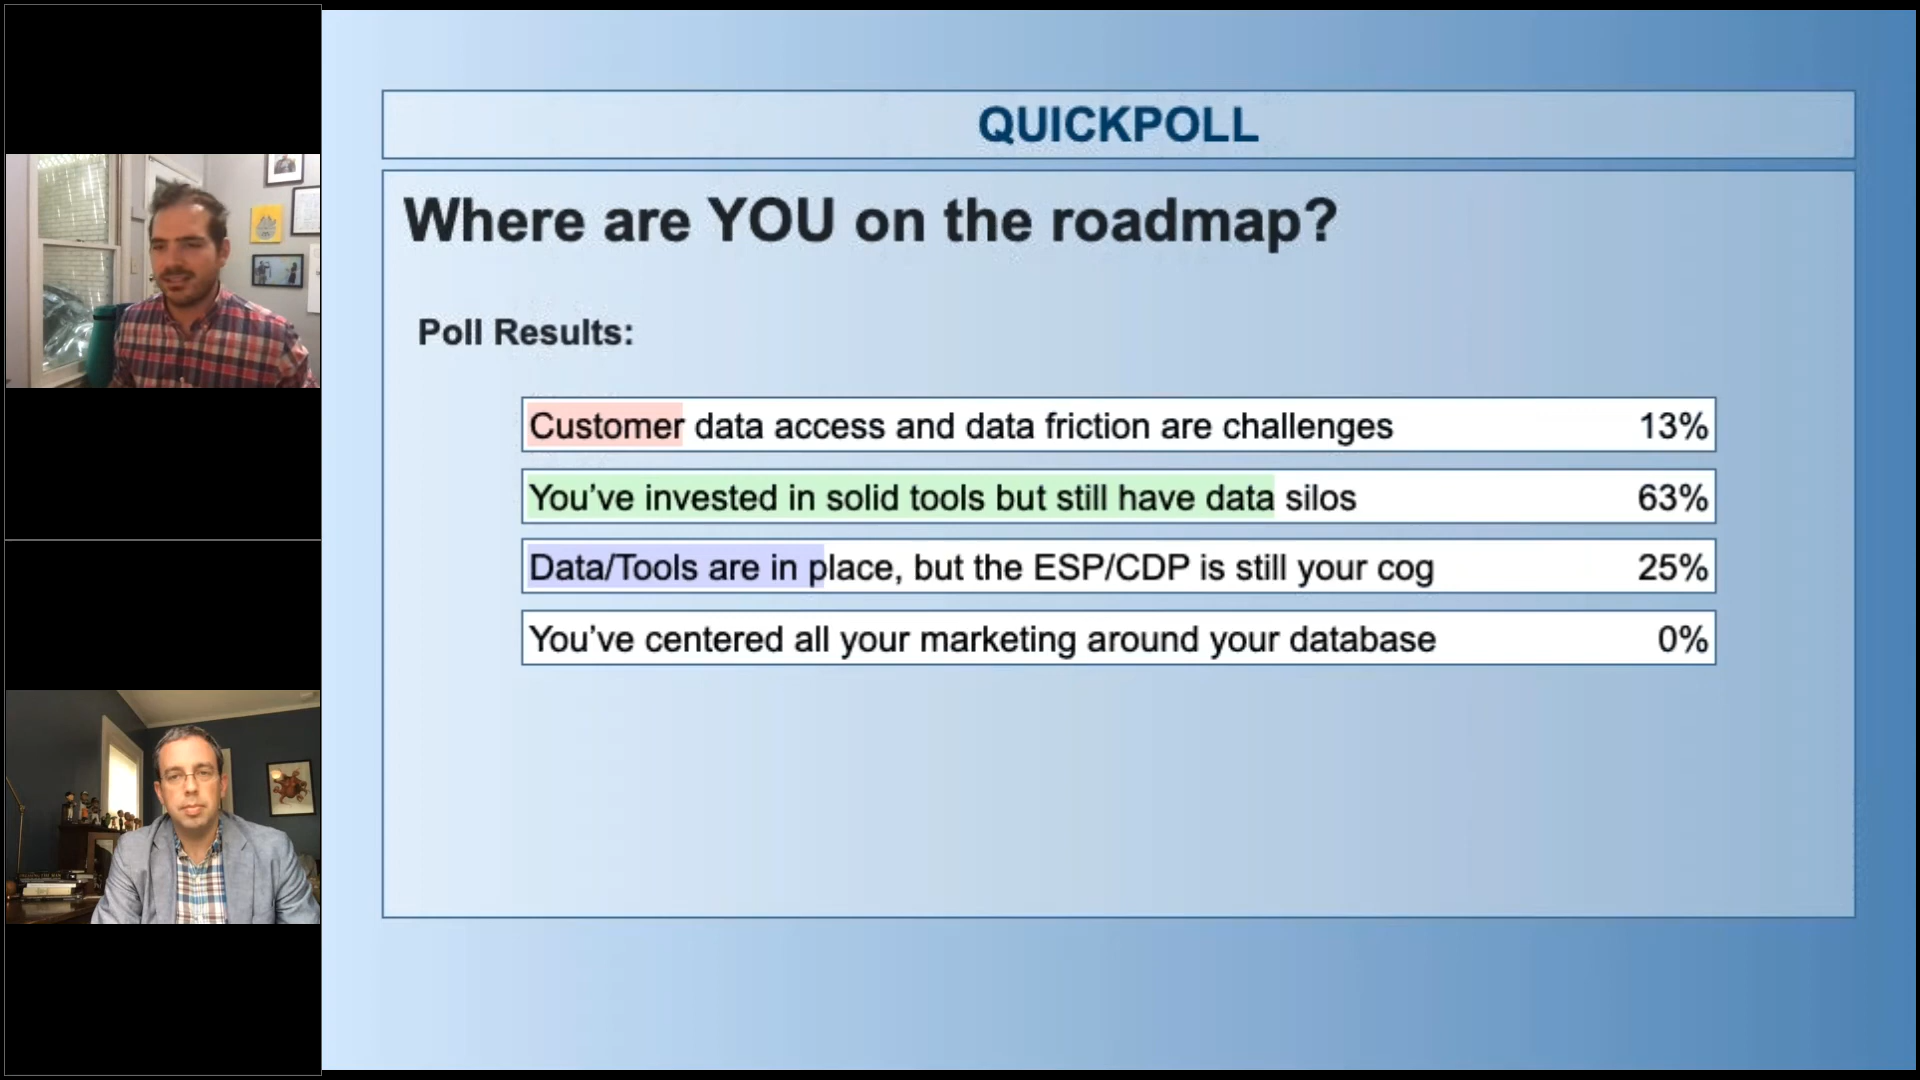 QUICKPOLL
Where are YOU on the roadmap?
Poll Results:
Customer data access and data friction are challenges 13%
You’ve invested in solid tools but still have data silos 63%
Data/Tools are in place, but the ESP/CDP is still your cog 25%
You’ve centered all your marketing around your database 0%